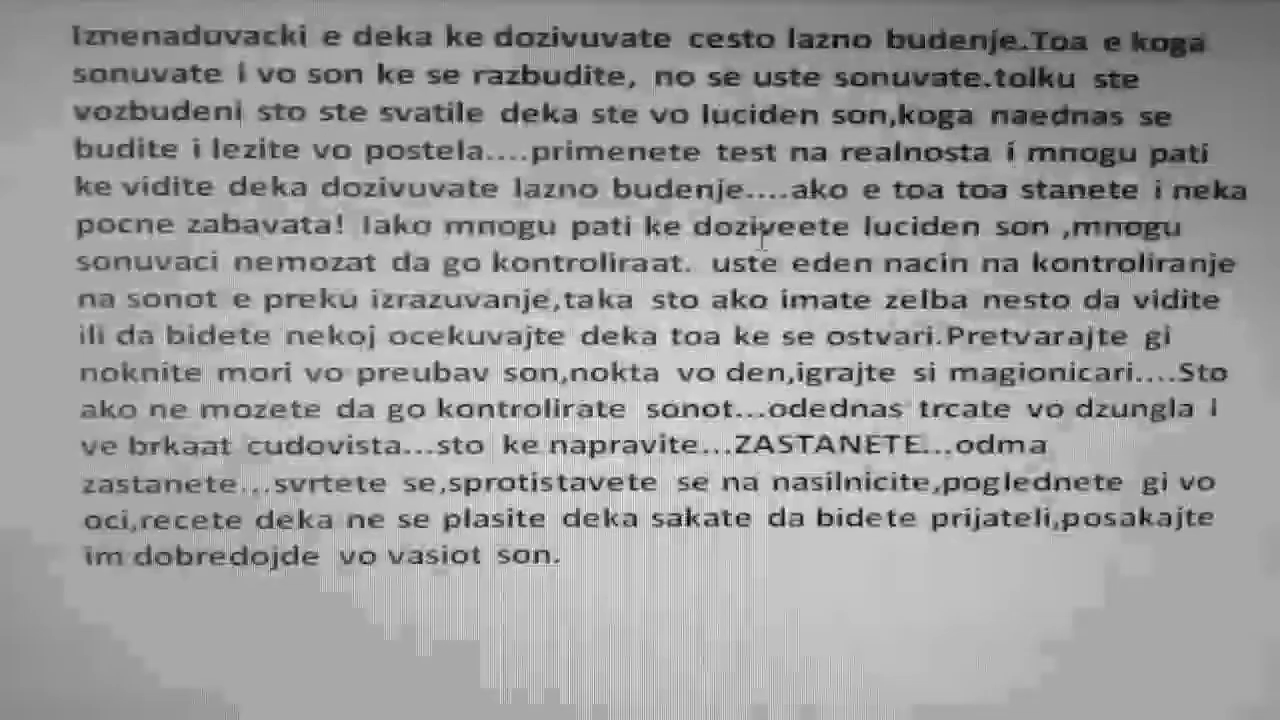 Iznenaduvacki e deka ke dozivuvate cesto lazno budenje.Toa e koga
sonuvate i vo son ke se razbudite, no se uste sonuvate.tolku ste
vozbudeni sto ste svatile deka ste vo luciden son,koga naednas se
budite i lezite vo postela....primenete test na realnosta i mnogu pati
ke vidite deka dozivuvate lazno budenje....ako e toa toa stanete i neka
pocne zabavata! Iako mnogu pati ke doziveete luciden son ,mnogu
sonuvaci nemozat da go kontroliraat. uste eden nacin na kontroliranje
na sonot e preku izrazuvanje,taka sto ako imate zelba nesto da vidite
ili da bidete nekoj ocekuvajte deka toa ke se ostvari.Pretvarajte gi
noknite mori vo preubav son,nokta vo den,igrajte si magionicari....Sto
ako ne mozete da go kontrolirate sonot...odednas trcate vo dzungla i
ve brkaat cudovista...sto ke napravite...ZASTANETE...odma
zastanete...svrtete se,sprotistavete se na nasilnicite,poglednete gi vo
oci,recete deka ne se plasite deka sakate da bidete prijateli,posakajte
im dobredojde vo vasiot son.